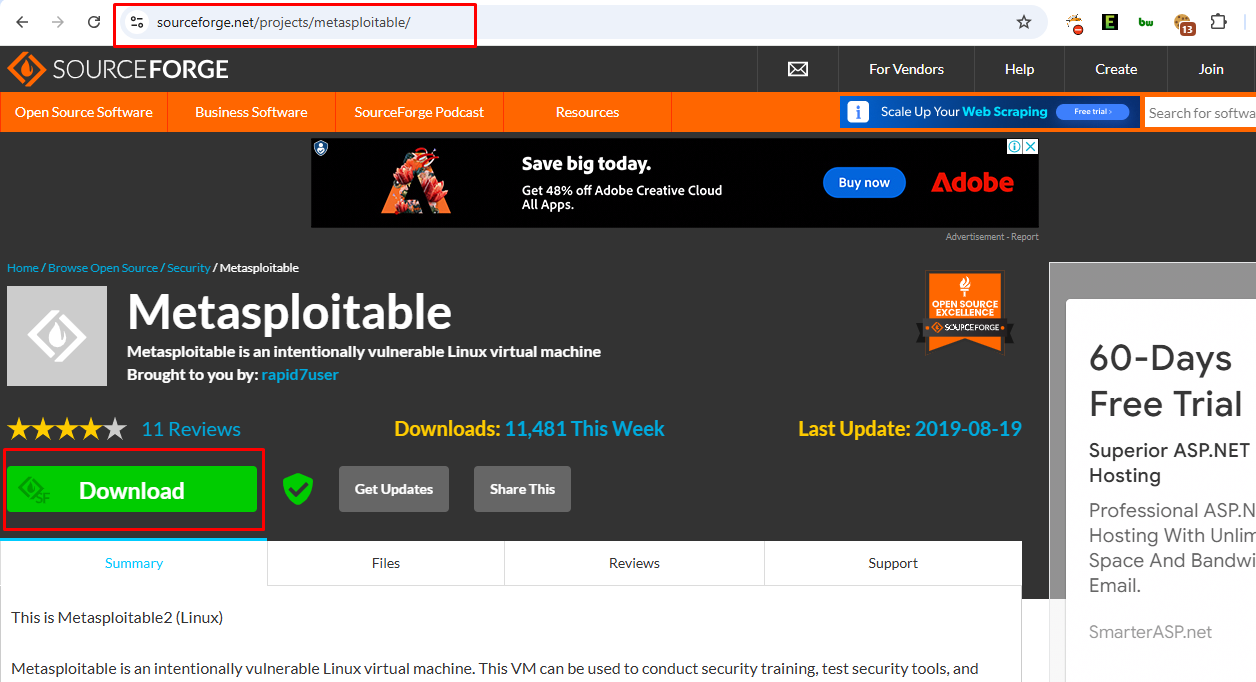 sourceforge.net/projects/metasploitable/
E
bw
13
SOURCEFORGE
For Vendors
Help
Create
Join
Open Source Software
Business Software
SourceForge Podcast
Resources
i
Scale Up Your Web Scraping
Free trial ›
Search for softwa
Save big today.
Get 48% off Adobe Creative Cloud
All Apps.
Buy now
Adobe
Advertisement - Report
Home / Browse Open Source / Security / Metasploitable
Metasploitable
Metasploitable is an intentionally vulnerable Linux virtual machine
Brought to you by: rapid7user
OPEN SOURCE
EXCELLENCE
SOURCEFORGE
11 Reviews
Downloads: 11,481 This Week
Last Update: 2019-08-19
SF
Download
Get Updates
Share This
Summary
Files
Reviews
Support
This is Metasploitable2 (Linux)
Metasploitable is an intentionally vulnerable Linux virtual machine. This VM can be used to conduct security training, test security tools, and
60-Days
Free Trial
Superior ASP.NET
Hosting
Professional ASP.N
Hosting With Unlim
Space And Bandwi
Email.
SmarterASP.net